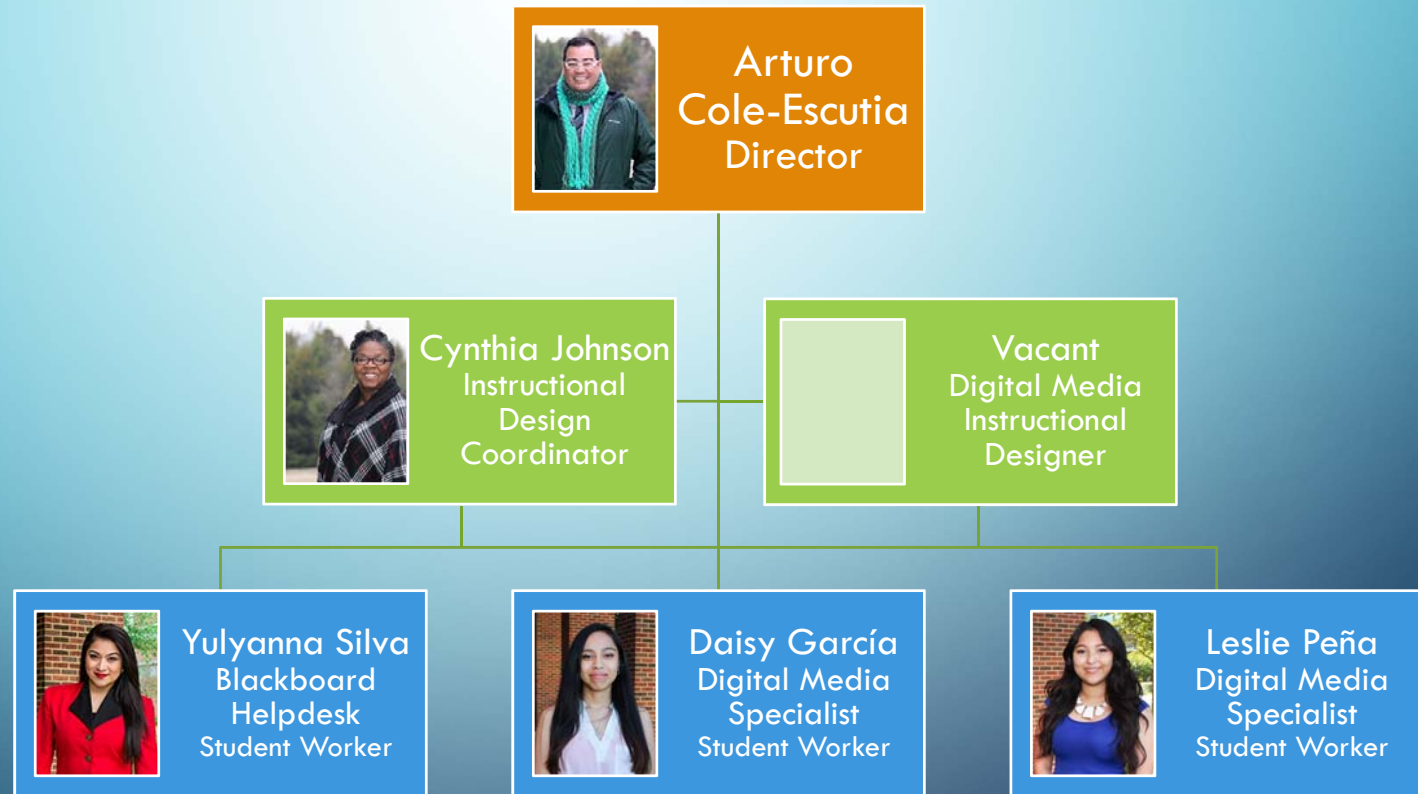 Arturo
Cole-Escutia
Director
Cynthia Johnson
Instructional
Design
Coordinator
Vacant
Digital Media
Instructional
Designer
Yulyanna Silva
Blackboard
Helpdesk
Student Worker
Daisy García
Digital Media
Specialist
Student Worker
Leslie Peña
Digital Media
Specialist
Student Worker